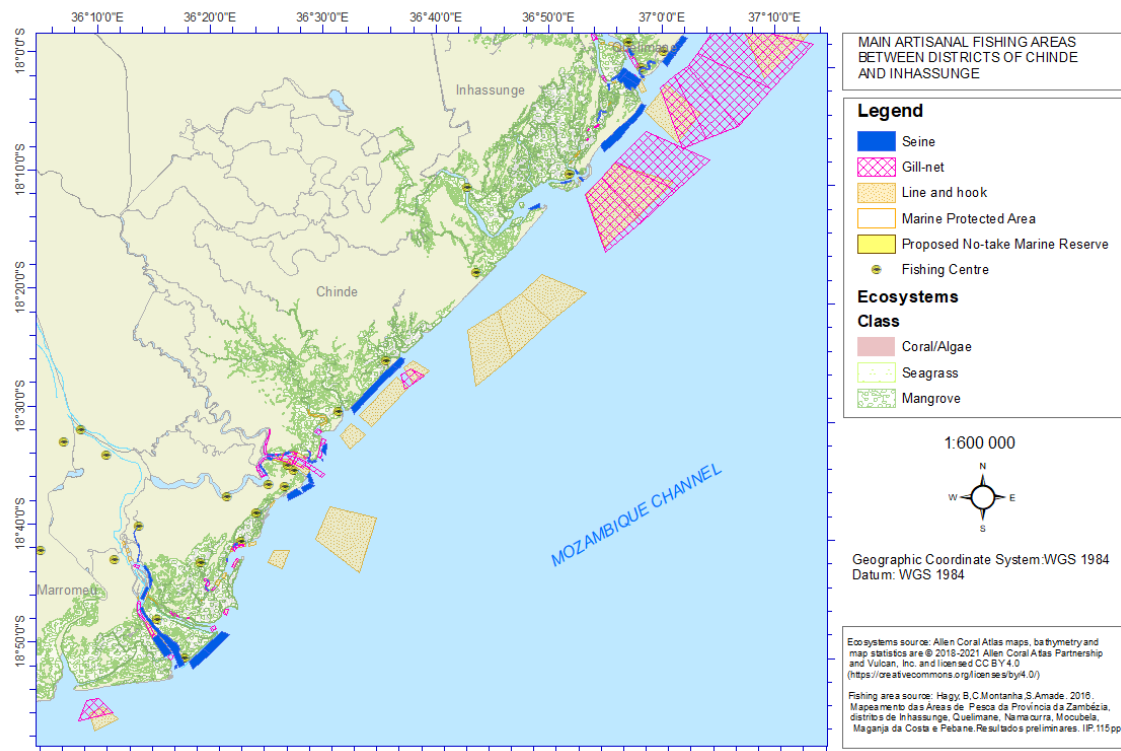 36°10'0"E 36°20'0"E 36°30'0"E 36°40'0"E 36°50'0"E 37°0'0"E 37°10'0"E
18°0'0"S
18°10'0"S
18°20'0"S
18°30'0"S
18°40'0"S
18°50'0"S
Quelimane
Inhassunge
Chinde
Marromeu
MOZAMBIQUE CHANNEL
MAIN ARTISANAL FISHING AREAS
BETWEEN DISTRICTS OF CHINDE
AND INHASSUNGE
Legend
Seine
Gill-net
Line and hook
Marine Protected Area
Proposed No-take Marine Reserve
Fishing Centre
Ecosystems
Class
Coral/Algae
Seagrass
Mangrove
1:600 000
N
W E
S
Geographic Coordinate System:WGS 1984
Datum: WGS 1984
Ecosystems source: Allen Coral Atlas maps, bathymetry and
map statistics are © 2018-2021 Allen Coral Atlas Partnership
and Vulcan, Inc. and licensed CC BY 4.0
(https://creativecommons.org/licenses/by/4.0/)
Fishing area source: Hagy, B,C.Montanha,S.Amade. 2016.
Mapeamento das Áreas de Pesca da Província da Zambézia,
distritos de Inhassunge, Quelimane, Namacurra, Mocubela,
Maganja da Costa e Pebane.Resultados preliminares. IIP.115pp